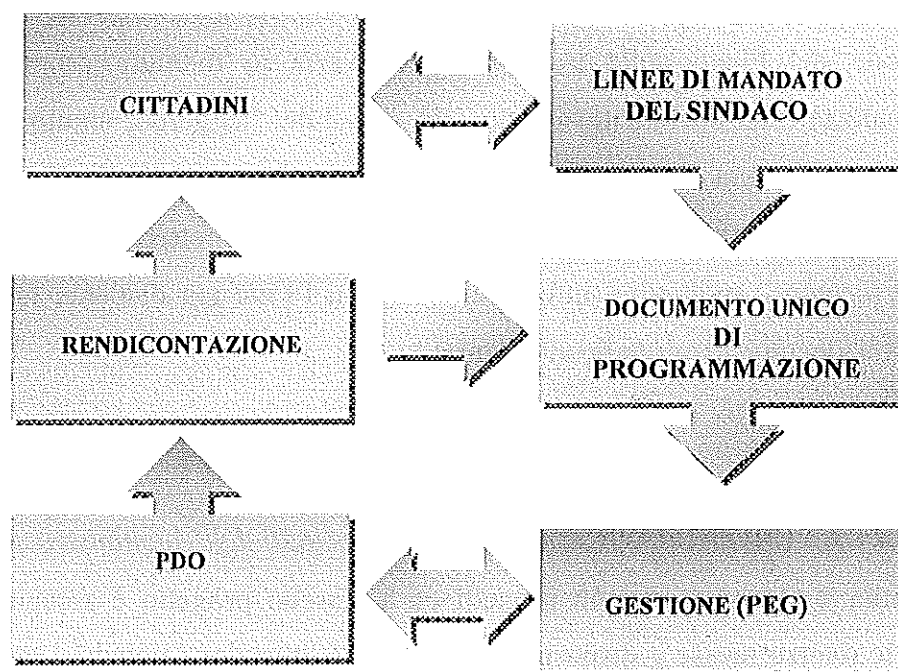 CITTADINI
LINEE DI MANDATO
DEL SINDACO
RENDICONTAZIONE
DOCUMENTO UNICO
DI
PROGRAMMAZIONE
PDO
GESTIONE (PEG)